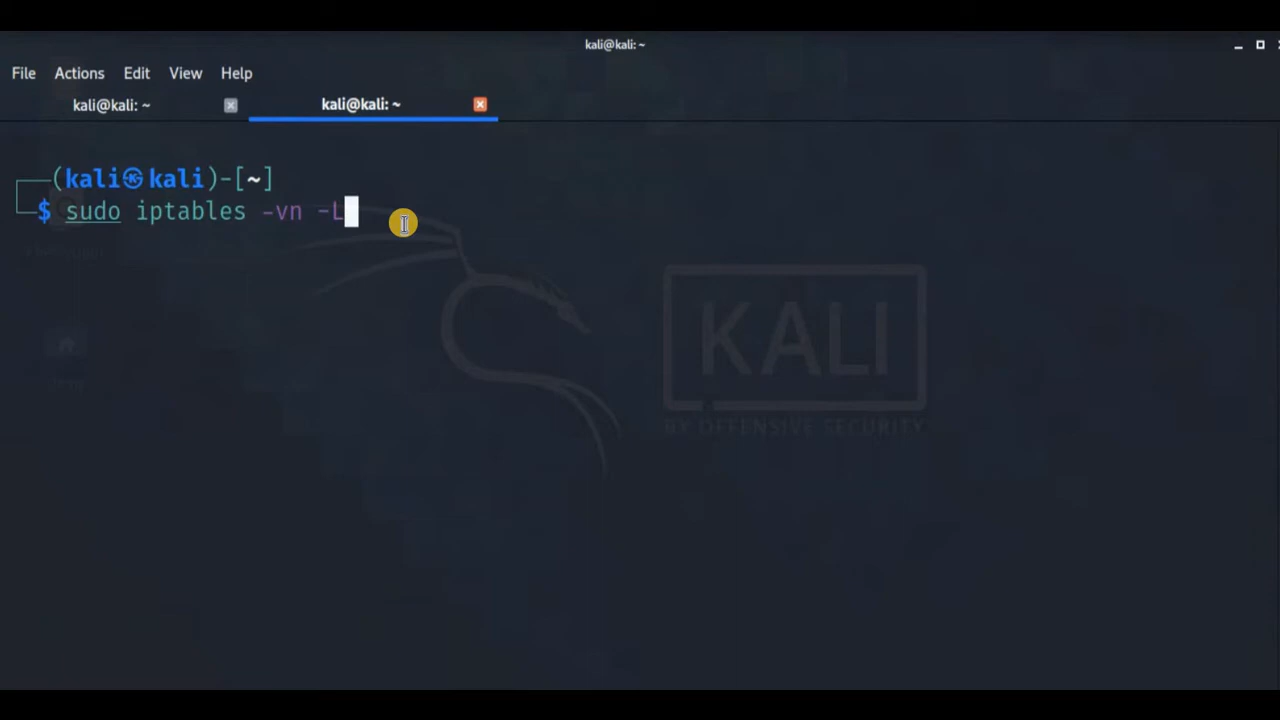 kali@kali: ~
File Actions Edit View Help
kali@kali: ~ kali@kali: ~
(kali㉿kali)-[~]
$ sudo iptables -vn -L
KALI
BY OFFENSIVE SECURITY